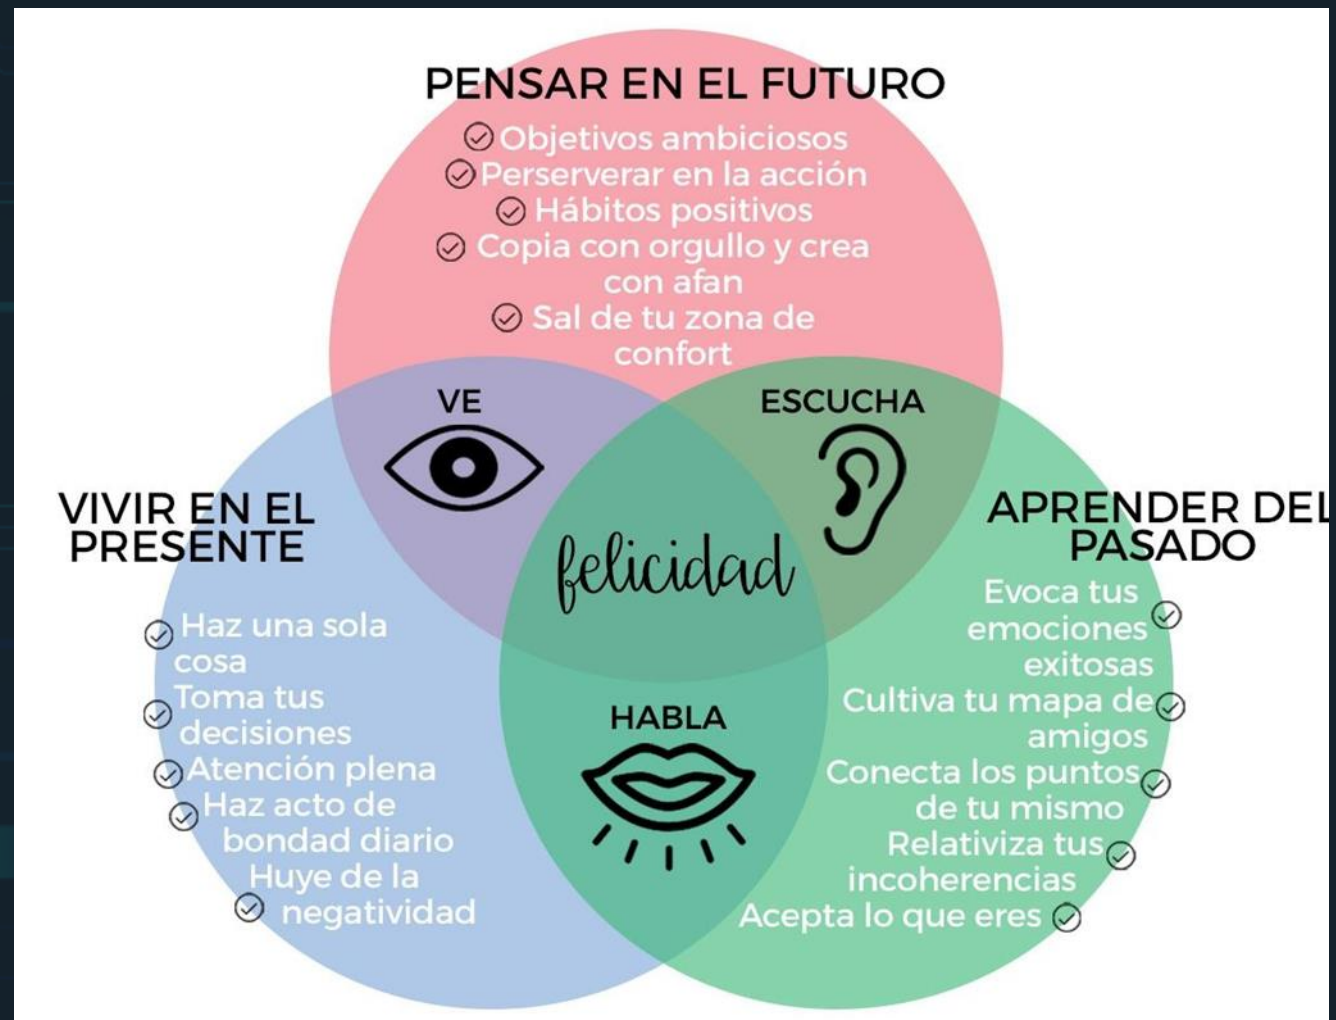 PENSAR EN EL FUTURO
Objetivos ambiciosos
Perserverar en la acción
Hábitos positivos
Copia con orgullo y crea
con afan
Sal de tu zona de
confort
VE
ESCUCHA
felicidad
HABLA
VIVIR EN EL
PRESENTE
Haz una sola
cosa
Toma tus
decisiones
Atención plena
Haz acto de
bondad diario
Huye de la
negatividad
APRENDER DEL
PASADO
Evoca tus
emociones
exitosas
Cultiva tu mapa de
amigos
Conecta los puntos
de tu mismo
Relativiza tus
incoherencias
Acepta lo que eres